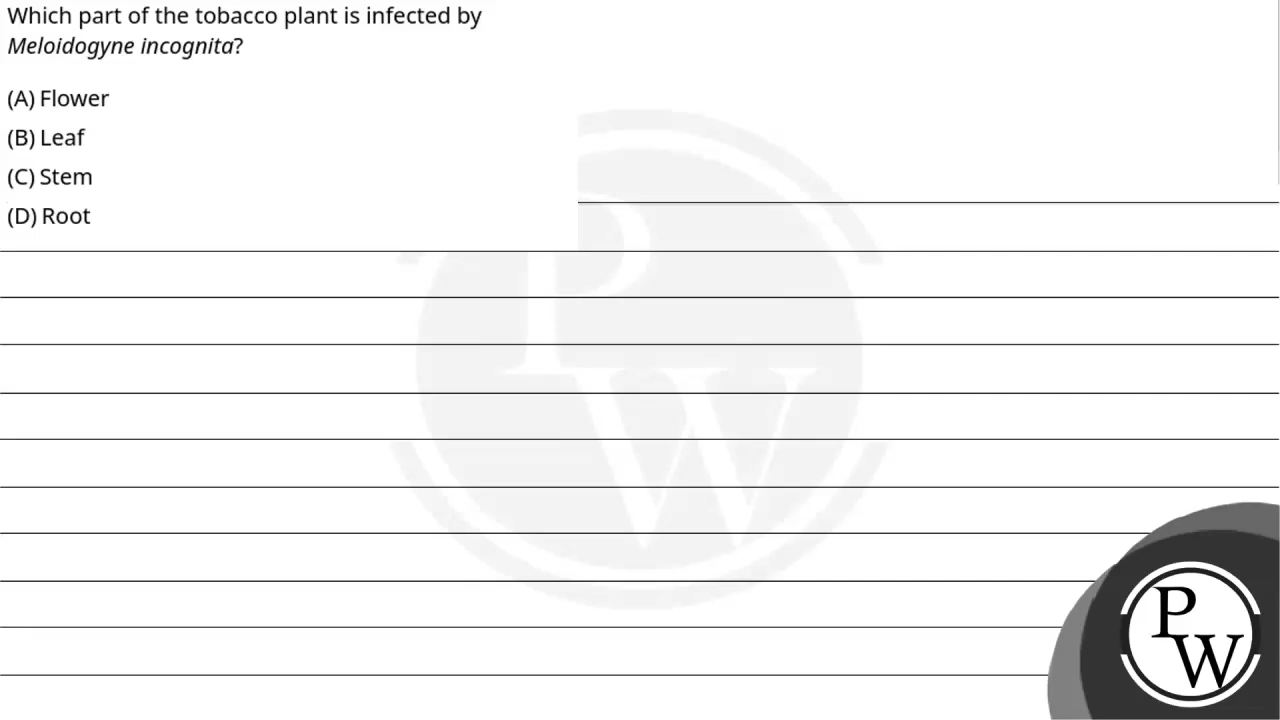 Which part of the tobacco plant is infected by
Meloidogyne incognita?
(A) Flower
(B) Leaf
(C) Stem
(D) Root
P
W
P
W